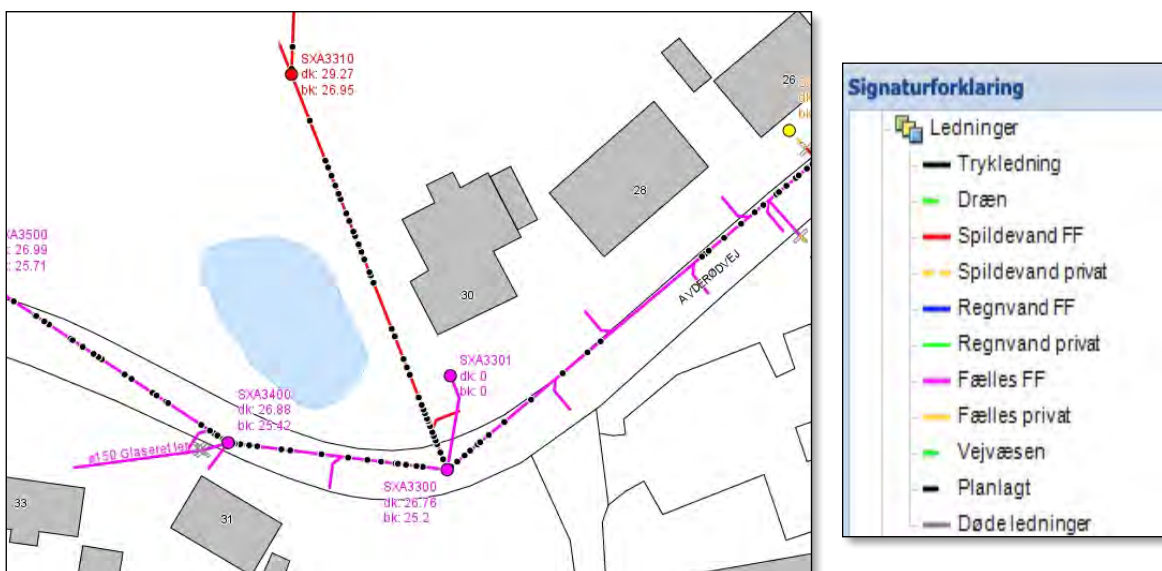 SXA3310
dk: 29.27
bk: 26.95
26
28
30
AVDERØDVEJ
XA3500
: 26.99
: 25.71
SXA3301
dk: 0
bk: 0
SXA3400
dk: 26.88
bk: 25.42
ø150 Glaseret ler
SXA3300
dk: 26.76
bk: 25.2
33
31
Signaturforklaring
Ledninger
Trykledning
Dræn
Spildevand FF
Spildevand privat
Regnvand FF
Regnvand privat
Fælles FF
Fælles privat
Vejvæsen
Planlagt
Døde ledninger